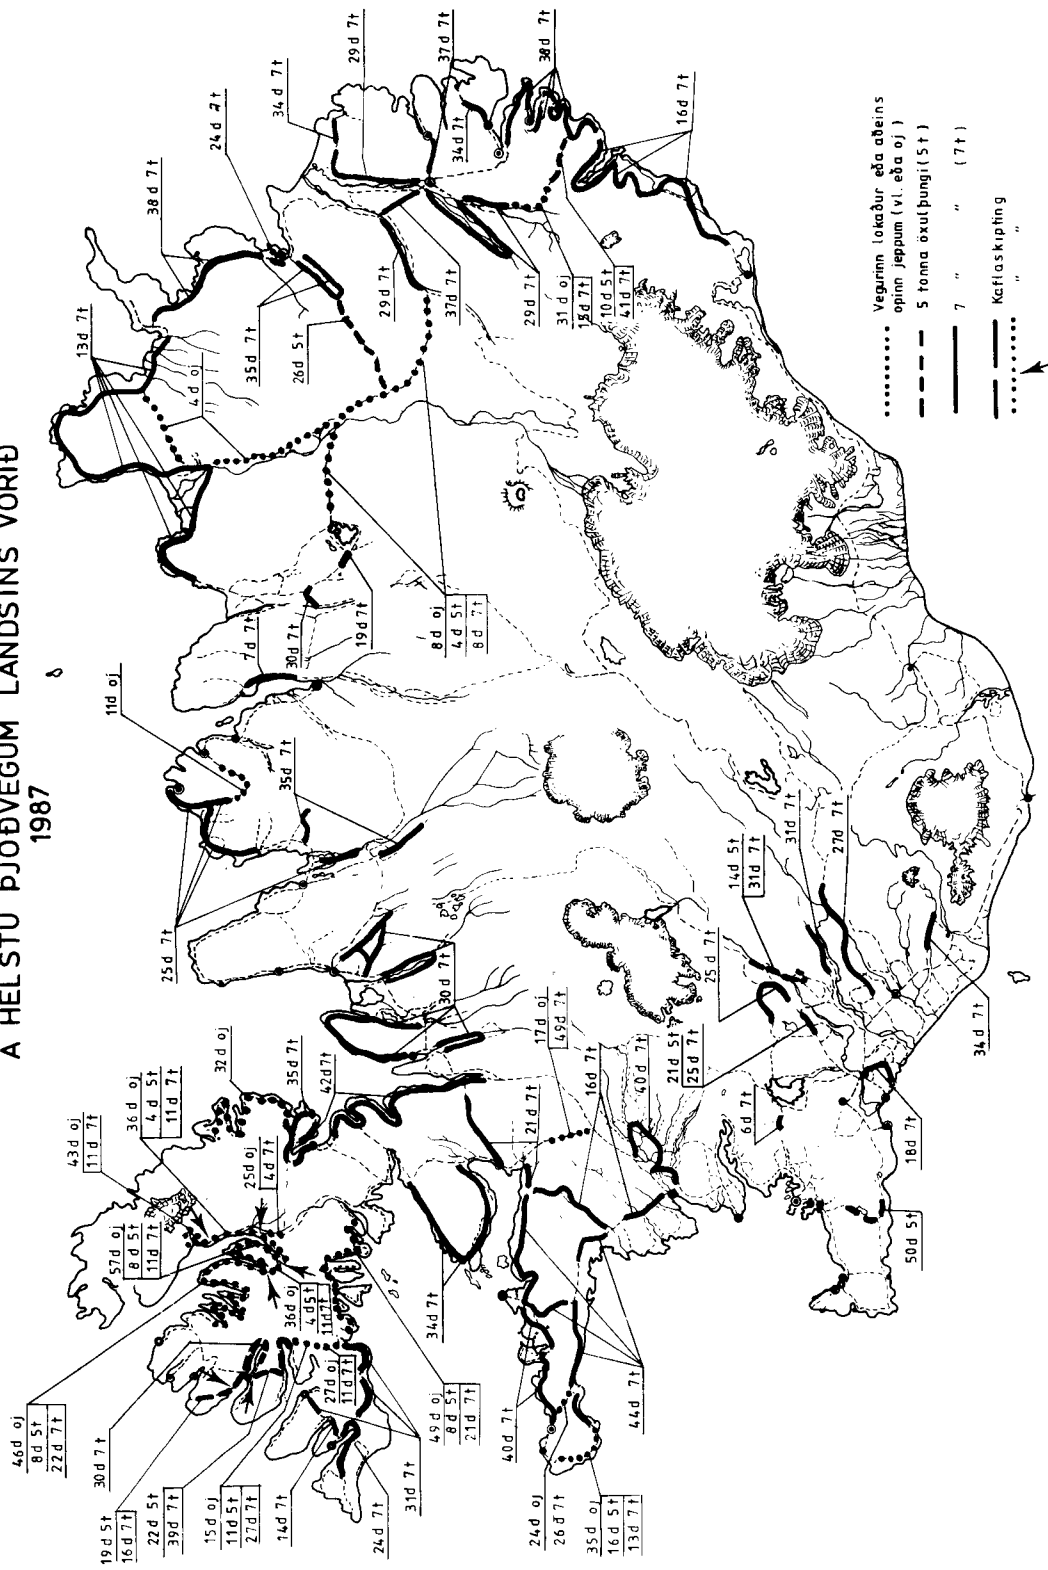 Á HELSTU ÞJÓÐVEGUM LANDSINS VORIÐ
1987
46d oj
8d 5t
22d 7t
30d 7t
19d 5t
16d 7t
22d 5t
39d 7t
15d oj
11d 5t
27d 7t
14d 7t
24d 7t
31d 7t
57d oj
8d 5t
11d 7t
43d oj
11d 7t
36d oj
4d 5t
11d 7t
32d oj
35d 7t
42d 7t
25d oj
4d 7t
36d oj
4d 5t
11d 7t
27d oj
11d 7t
49d oj
8d 5t
21d 7t
34d 7t
40d 7t
24d oj
26d 7t
35d oj
16d 5t
13d 7t
44d 7t
21d 7t
16d 7t
17d oj
49d 7t
40d 7t
30d 7t
25d 7t
11d oj
35d 7t
7d 7t
30d 7t
19d 7t
8d oj
4d 5t
8d 7t
13d 7t
4d oj
38d 7t
35d 7t
26d 5t
24d 7t
34d 7t
29d 7t
37d 7t
34d 7t
38d 7t
16d 7t
29d 7t
37d 7t
29d 7t
31d oj
10d 5t
41d 7t
25d 7t
14d 5t
31d 7t
31d 7t
27d 7t
21d 5t
25d 7t
6d 7t
18d 7t
50d 5t
34d 7t
Vegurinn lokaður eða aðeins
opinn jeppum (vl. eða oj)
5 tonna öxulþungi (5t)
7 " " (7t)
Kaflaskipting
" "